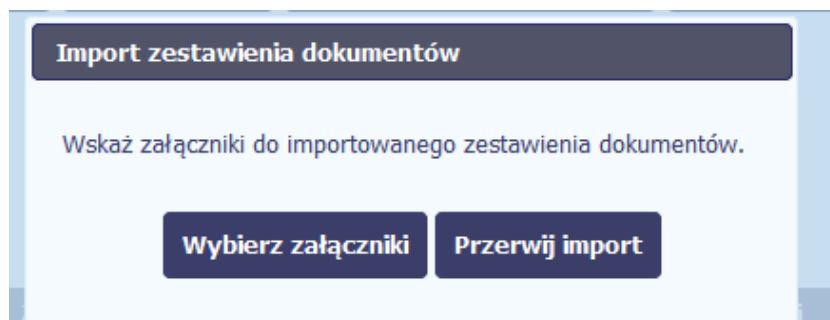 Import zestawienia dokumentów
Wskaż załączniki do importowanego zestawienia dokumentów.
Wybierz załączniki Przerwij import